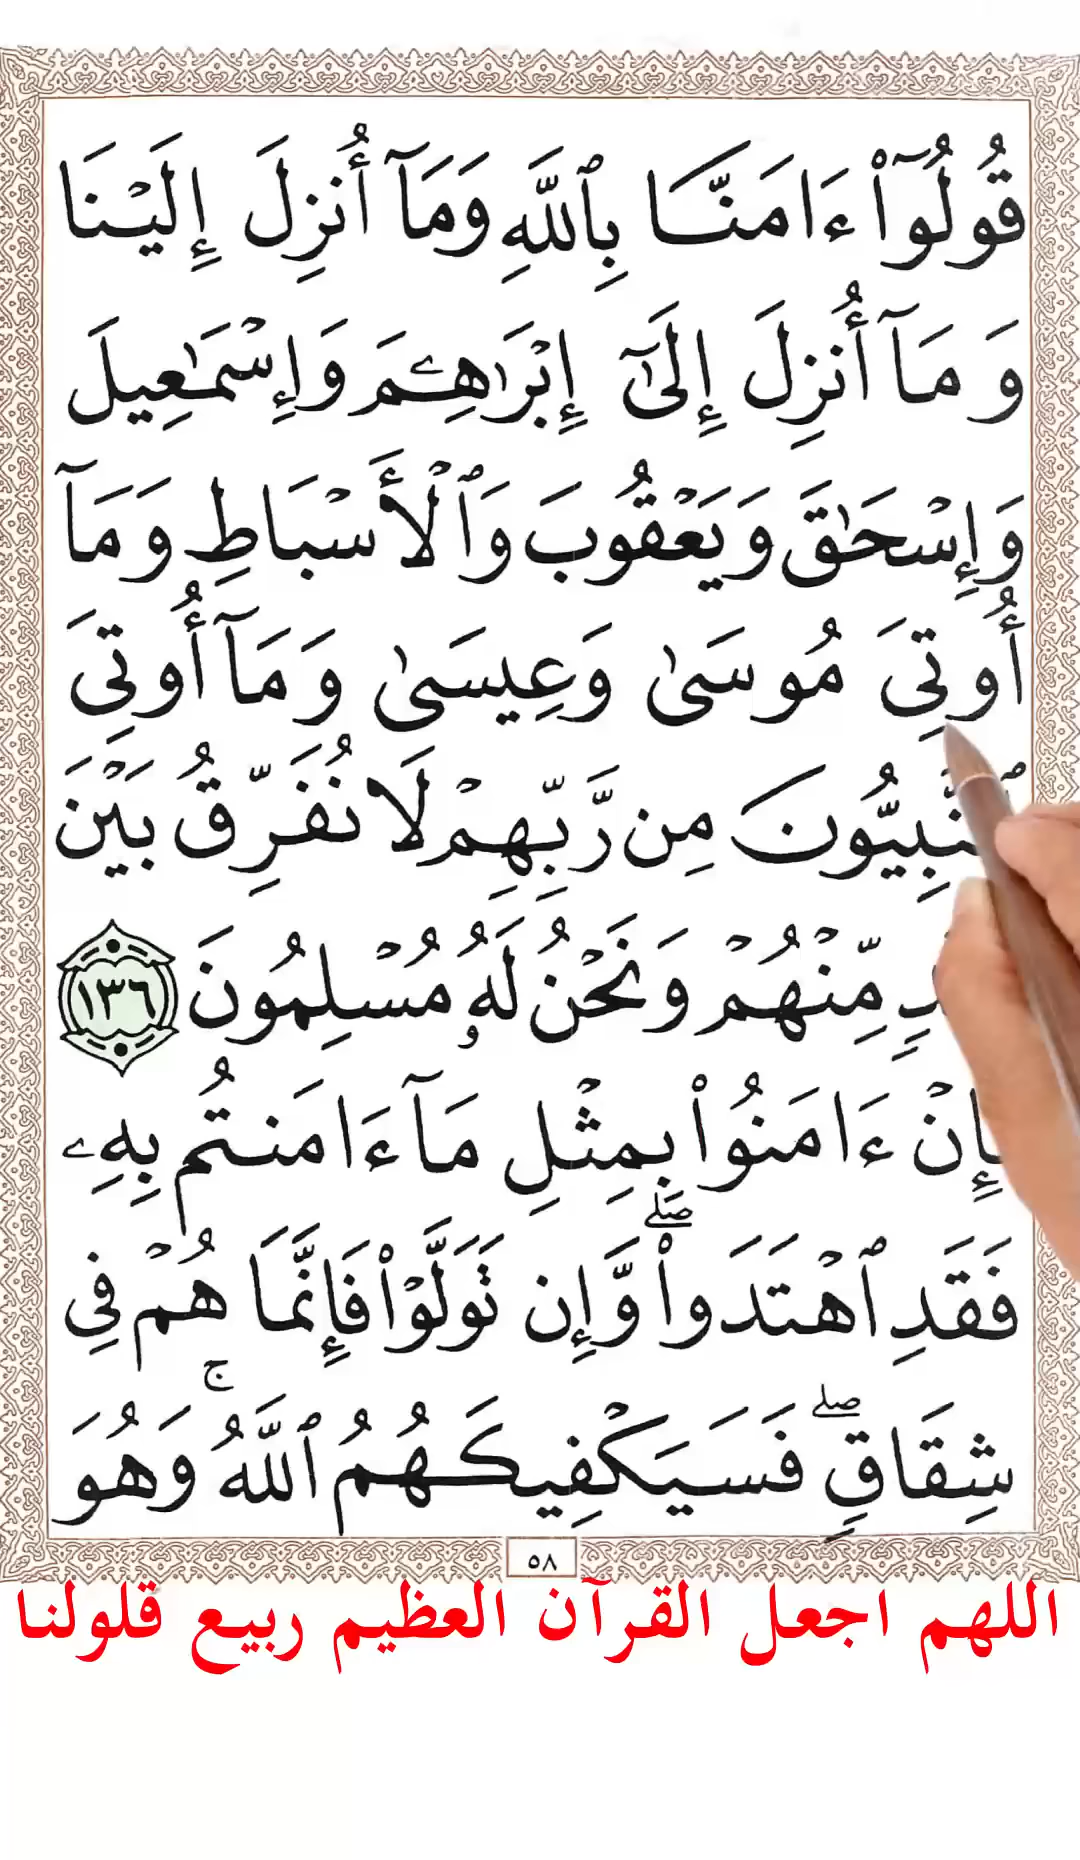 قُولُوٓا۟ ءَامَنَّا بِٱللَّهِ وَمَآ أُنزِلَ إِلَيْنَا
وَمَآ أُنزِلَ إِلَىٰٓ إِبْرَٰهِـۧمَ وَإِسْمَـٰعِيلَ
وَإِسْحَـٰقَ وَيَعْقُوبَ وَٱلْأَسْبَاطِ وَمَآ
أُوتِىَ مُوسَىٰ وَعِيسَىٰ وَمَآ أُوتِىَ
ٱلنَّبِيُّونَ مِن رَّبِّهِمْ لَا نُفَرِّقُ بَيْنَ
مِّنْهُمْ وَنَحْنُ لَهُۥ مُسْلِمُونَ ١٣٦
فَإِنْ ءَامَنُوا۟ بِمِثْلِ مَآ ءَامَنتُم بِهِۦ
فَقَدِ ٱهْتَدَوا۟ ۖ وَّإِن تَوَلَّوْا۟ فَإِنَّمَا هُمْ فِى
شِقَاقٍ ۖ فَسَيَكْفِيكَهُمُ ٱللَّهُ ۚ وَهُوَ
٥٨
اللهم اجعل القرآن العظيم ربيع قلولنا